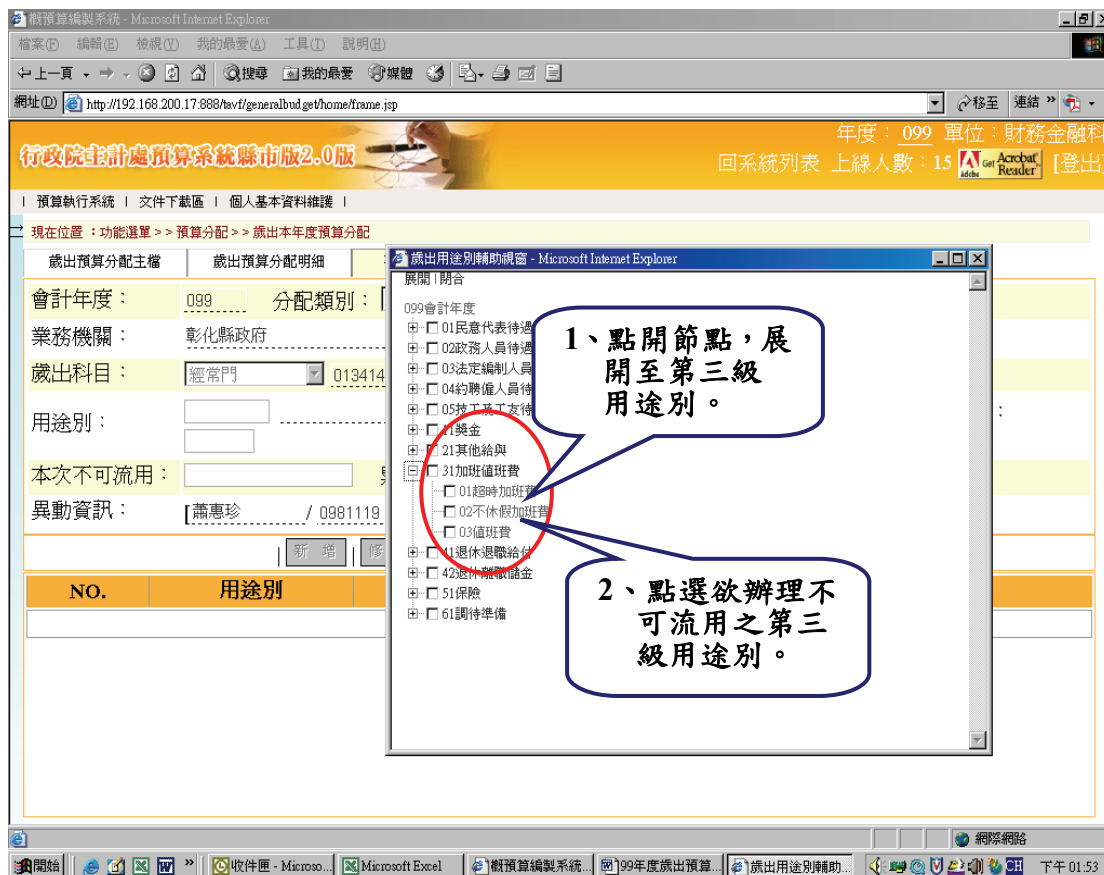 概預算編製系統 - Microsoft Internet Explorer
檔案(F) 編輯(E) 檢視(V) 我的最愛(A) 工具(T) 說明(H)
上一頁 搜尋 我的最愛 媒體
網址(D) http://192.168.200.17:888/tavf/generalbudget/home/frame.jsp 移至 連結 »
行政院主計處預算系統縣市版2.0版
年度：099 單位：財務金融科
回系統列表 上線人數：15 Adobe Get Acrobat Reader [登出]
| 預算執行系統 | 文件下載區 | 個人基本資料維護 |
現在位置 ：功能選單>>預算分配>>歲出本年度預算分配
歲出預算分配主檔 歲出預算分配明細
會計年度： 099 分配類別：
業務機關： 彰化縣政府
歲出科目： 經常門 013414
用途別： ：
本次不可流用：
異動資訊： [蕭惠珍 / 0981119
| 新 增 | 修
NO. 用途別
歲出用途別輔助視窗 - Microsoft Internet Explorer
展開 | 閉合
099會計年度
01民意代表待遇
02政務人員待遇
03法定編制人員
04約聘僱人員待
05技工及工友待
11獎金
21其他給與
31加班值班費
01超時加班費
02不休假加班費
03值班費
41退休退職給付
42退休離職儲金
51保險
61調待準備
1、點開節點，展
開至第三級
用途別。
2、點選欲辦理不
可流用之第三
級用途別。
網際網路
開始 » 收件匣 - Microso... Microsoft Excel 概預算編製系統... 99年度歲出預算... 歲出用途別輔助... CH 下午 01:53